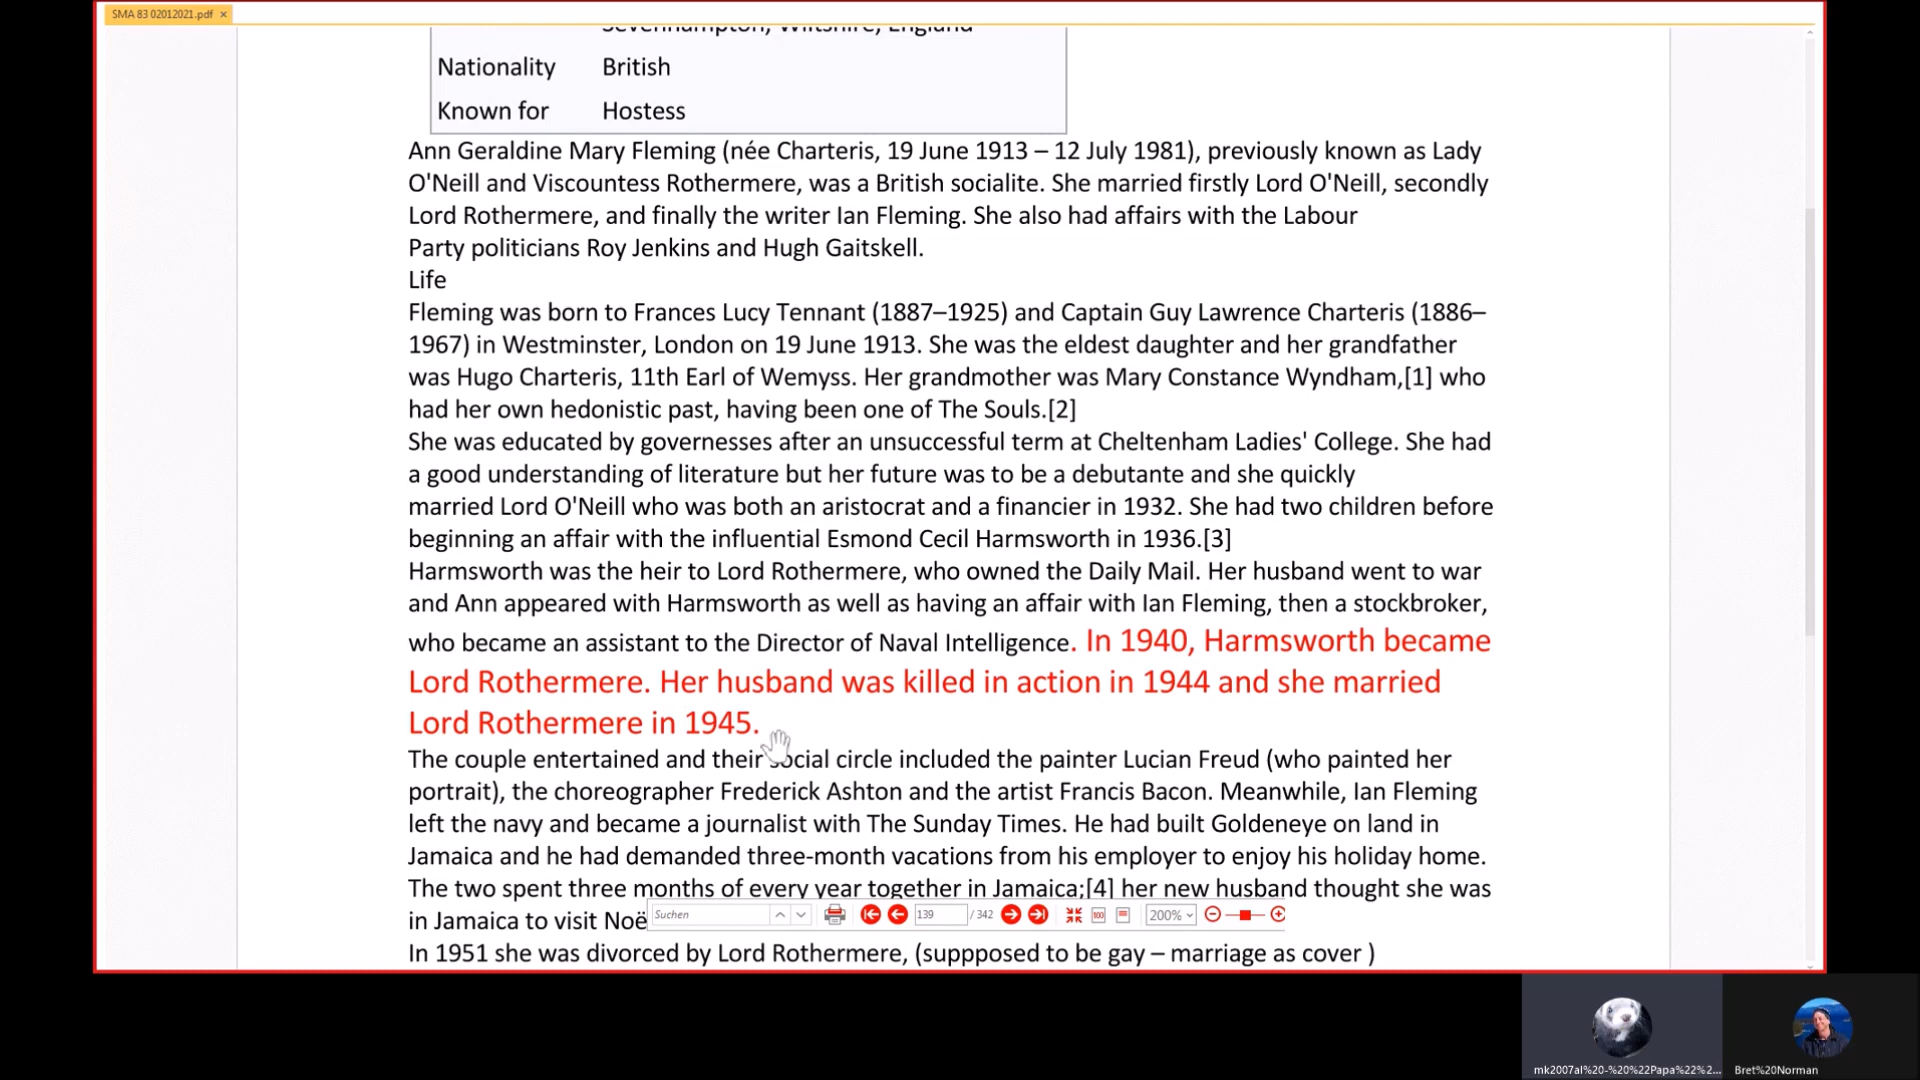 SMA 83 02012021.pdf ×
Sevenhampton, Wiltshire, England
Nationality British
Known for Hostess
Ann Geraldine Mary Fleming (née Charteris, 19 June 1913 – 12 July 1981), previously known as Lady
O'Neill and Viscountess Rothermere, was a British socialite. She married firstly Lord O'Neill, secondly
Lord Rothermere, and finally the writer Ian Fleming. She also had affairs with the Labour
Party politicians Roy Jenkins and Hugh Gaitskell.
Life
Fleming was born to Frances Lucy Tennant (1887–1925) and Captain Guy Lawrence Charteris (1886–
1967) in Westminster, London on 19 June 1913. She was the eldest daughter and her grandfather
was Hugo Charteris, 11th Earl of Wemyss. Her grandmother was Mary Constance Wyndham,[1] who
had her own hedonistic past, having been one of The Souls.[2]
She was educated by governesses after an unsuccessful term at Cheltenham Ladies' College. She had
a good understanding of literature but her future was to be a debutante and she quickly
married Lord O'Neill who was both an aristocrat and a financier in 1932. She had two children before
beginning an affair with the influential Esmond Cecil Harmsworth in 1936.[3]
Harmsworth was the heir to Lord Rothermere, who owned the Daily Mail. Her husband went to war
and Ann appeared with Harmsworth as well as having an affair with Ian Fleming, then a stockbroker,
who became an assistant to the Director of Naval Intelligence. In 1940, Harmsworth became
Lord Rothermere. Her husband was killed in action in 1944 and she married
Lord Rothermere in 1945.
The couple entertained and their social circle included the painter Lucian Freud (who painted her
portrait), the choreographer Frederick Ashton and the artist Francis Bacon. Meanwhile, Ian Fleming
left the navy and became a journalist with The Sunday Times. He had built Goldeneye on land in
Jamaica and he had demanded three-month vacations from his employer to enjoy his holiday home.
The two spent three months of every year together in Jamaica;[4] her new husband thought she was
in Jamaica to visit Noë
Suchen 139 / 342 100 200%
In 1951 she was divorced by Lord Rothermere, (suppposed to be gay – marriage as cover )
mk2007al%20-%20%22Papa%22%2... Bret%20Norman